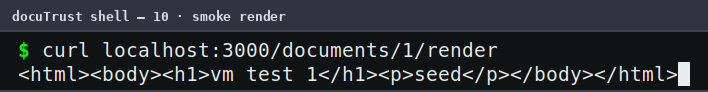 docuTrust shell — 10 · smoke render
$ curl localhost:3000/documents/1/render
<html><body><h1>vm test 1</h1><p>seed</p></body></html>